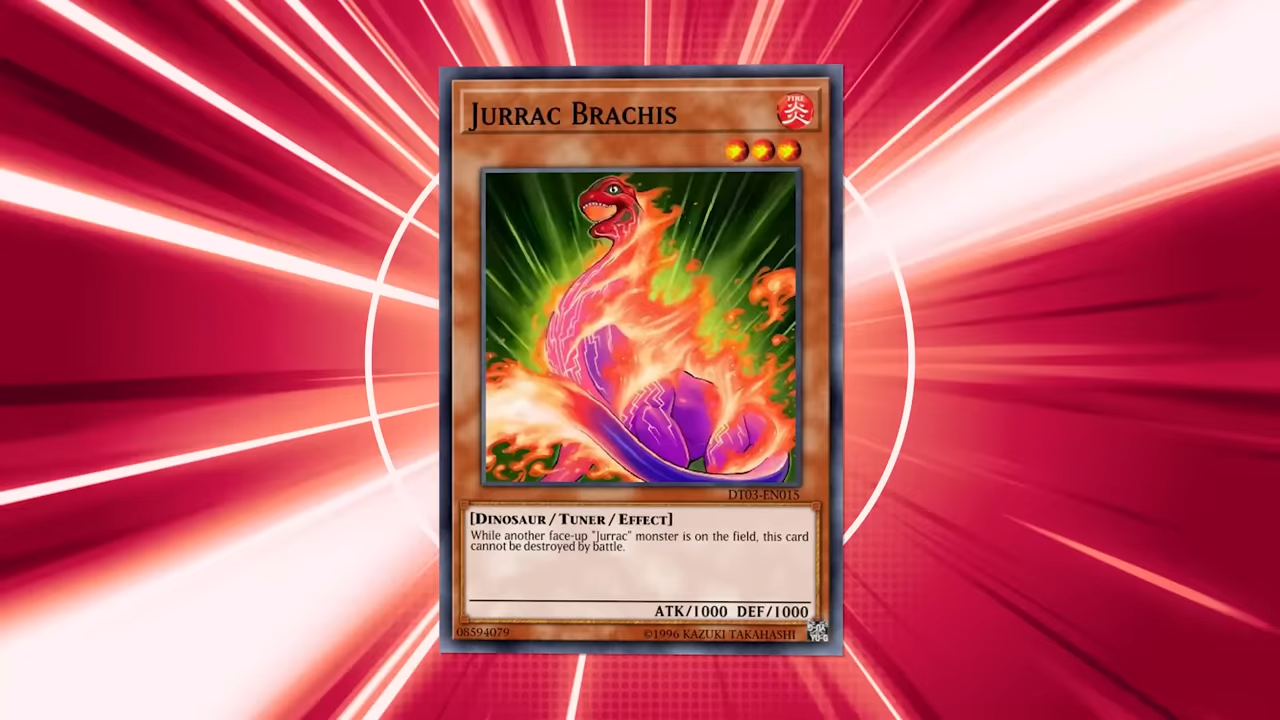 Jurrac Brachis
FIRE
炎
DT03-EN015
[Dinosaur / Tuner / Effect]
While another face-up "Jurrac" monster is on the field, this card
cannot be destroyed by battle.
ATK/1000 DEF/1000
08594079
©1996 KAZUKI TAKAHASHI